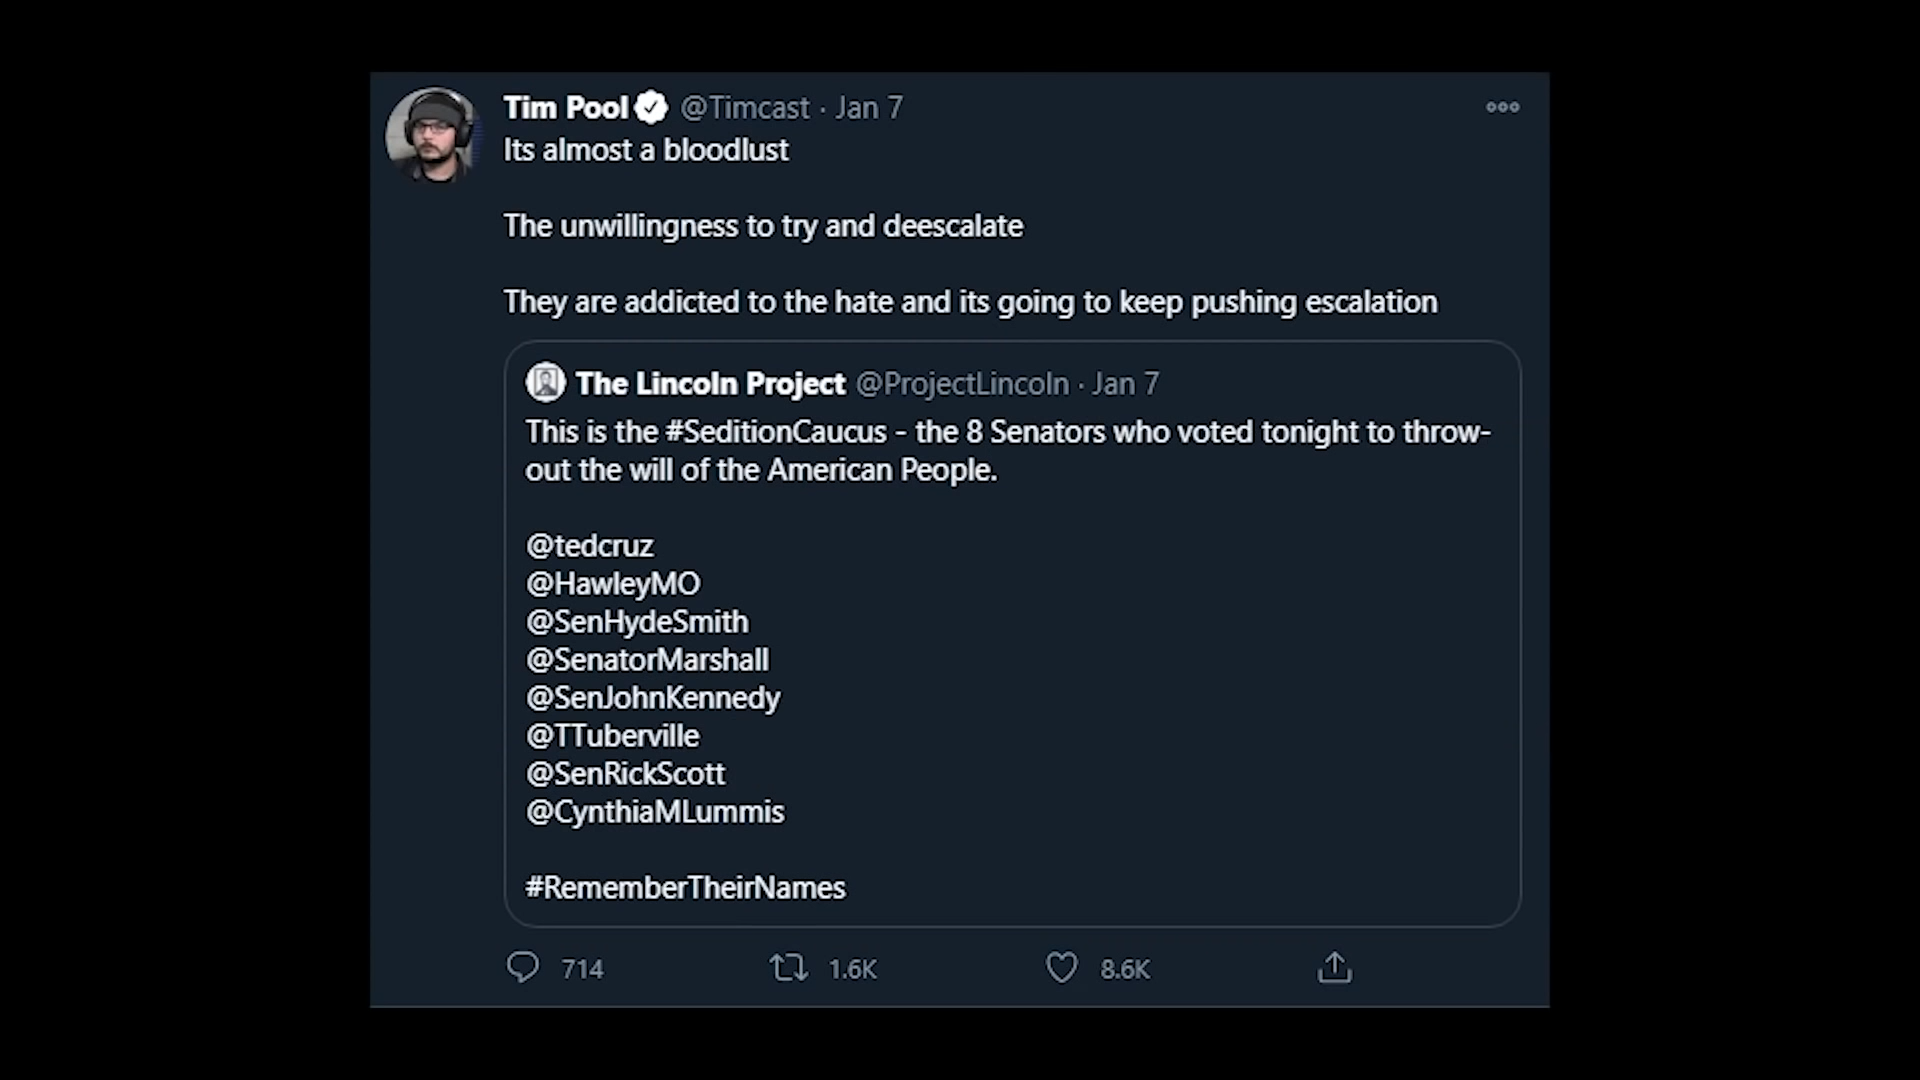 Tim Pool @Timcast · Jan 7
Its almost a bloodlust
The unwillingness to try and deescalate
They are addicted to the hate and its going to keep pushing escalation
The Lincoln Project @ProjectLincoln · Jan 7
This is the #SeditionCaucus - the 8 Senators who voted tonight to throw-
out the will of the American People.
@tedcruz
@HawleyMO
@SenHydeSmith
@SenatorMarshall
@SenJohnKennedy
@TTuberville
@SenRickScott
@CynthiaMLummis
#RememberTheirNames
714 1.6K 8.6K